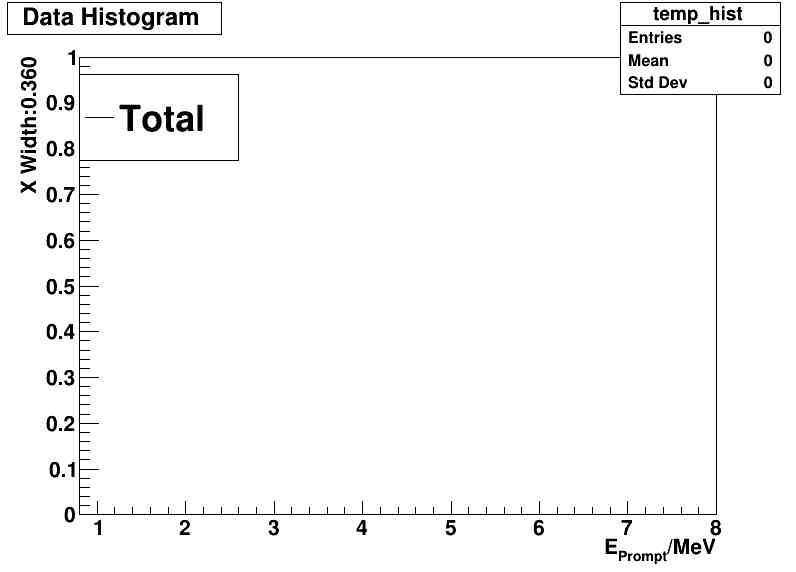 Data Histogram
temp_hist
Entries 0
Mean 0
Std Dev 0
X Width:0.360
Total
1
0.9
0.8
0.7
0.6
0.5
0.4
0.3
0.2
0.1
0
1 2 3 4 5 6 7 8
E_Prompt/MeV